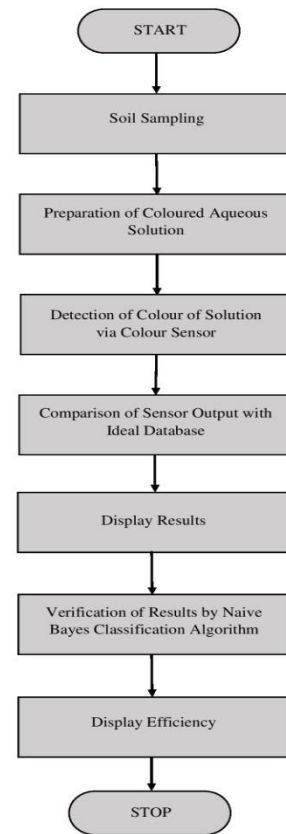 START
Soil Sampling
Preparation of Coloured Aqueous
Solution
Detection of Colour of Solution
via Colour Sensor
Comparison of Sensor Output with
Ideal Database
Display Results
Verification of Results by Naive
Bayes Classification Algorithm
Display Efficiency
STOP